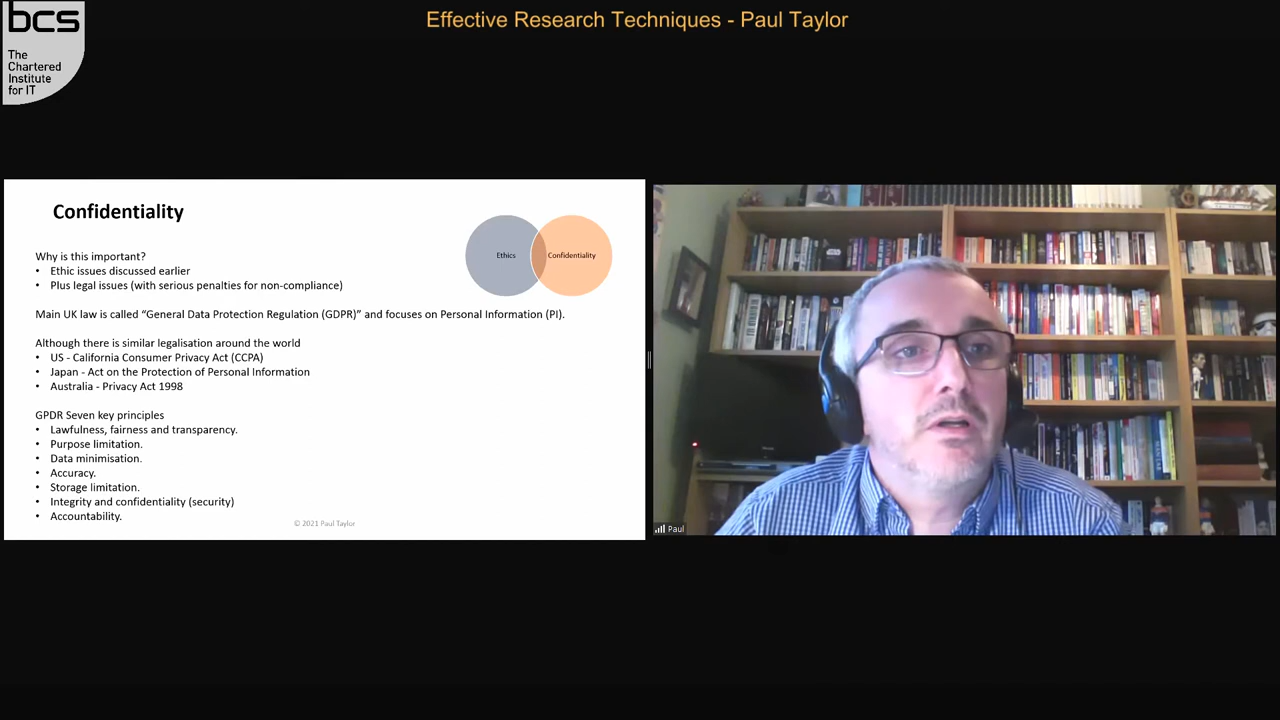 bcs
The
Chartered
Institute
for IT
Effective Research Techniques - Paul Taylor
Confidentiality
Ethics
Confidentiality
Why is this important?
• Ethic issues discussed earlier
• Plus legal issues (with serious penalties for non-compliance)
Main UK law is called “General Data Protection Regulation (GDPR)” and focuses on Personal Information (PI).
Although there is similar legalisation around the world
• US - California Consumer Privacy Act (CCPA)
• Japan - Act on the Protection of Personal Information
• Australia - Privacy Act 1998
GPDR Seven key principles
• Lawfulness, fairness and transparency.
• Purpose limitation.
• Data minimisation.
• Accuracy.
• Storage limitation.
• Integrity and confidentiality (security)
• Accountability.
© 2021 Paul Taylor
Paul